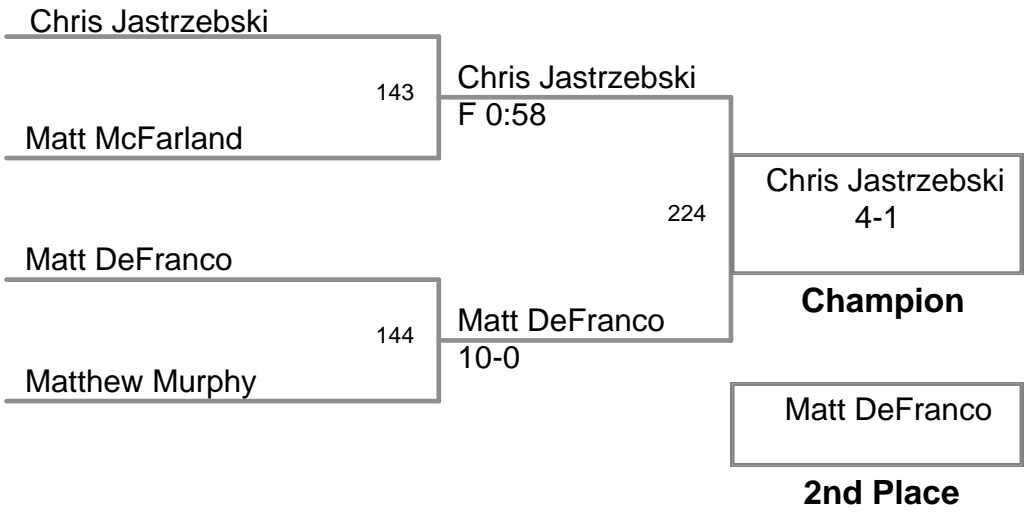 Chris Jastrzebski
143
Chris Jastrzebski
F 0:58
Matt McFarland
Chris Jastrzebski
4-1
224
Matt DeFranco
Champion
144
Matt DeFranco
10-0
Matthew Murphy
Matt DeFranco
2nd Place